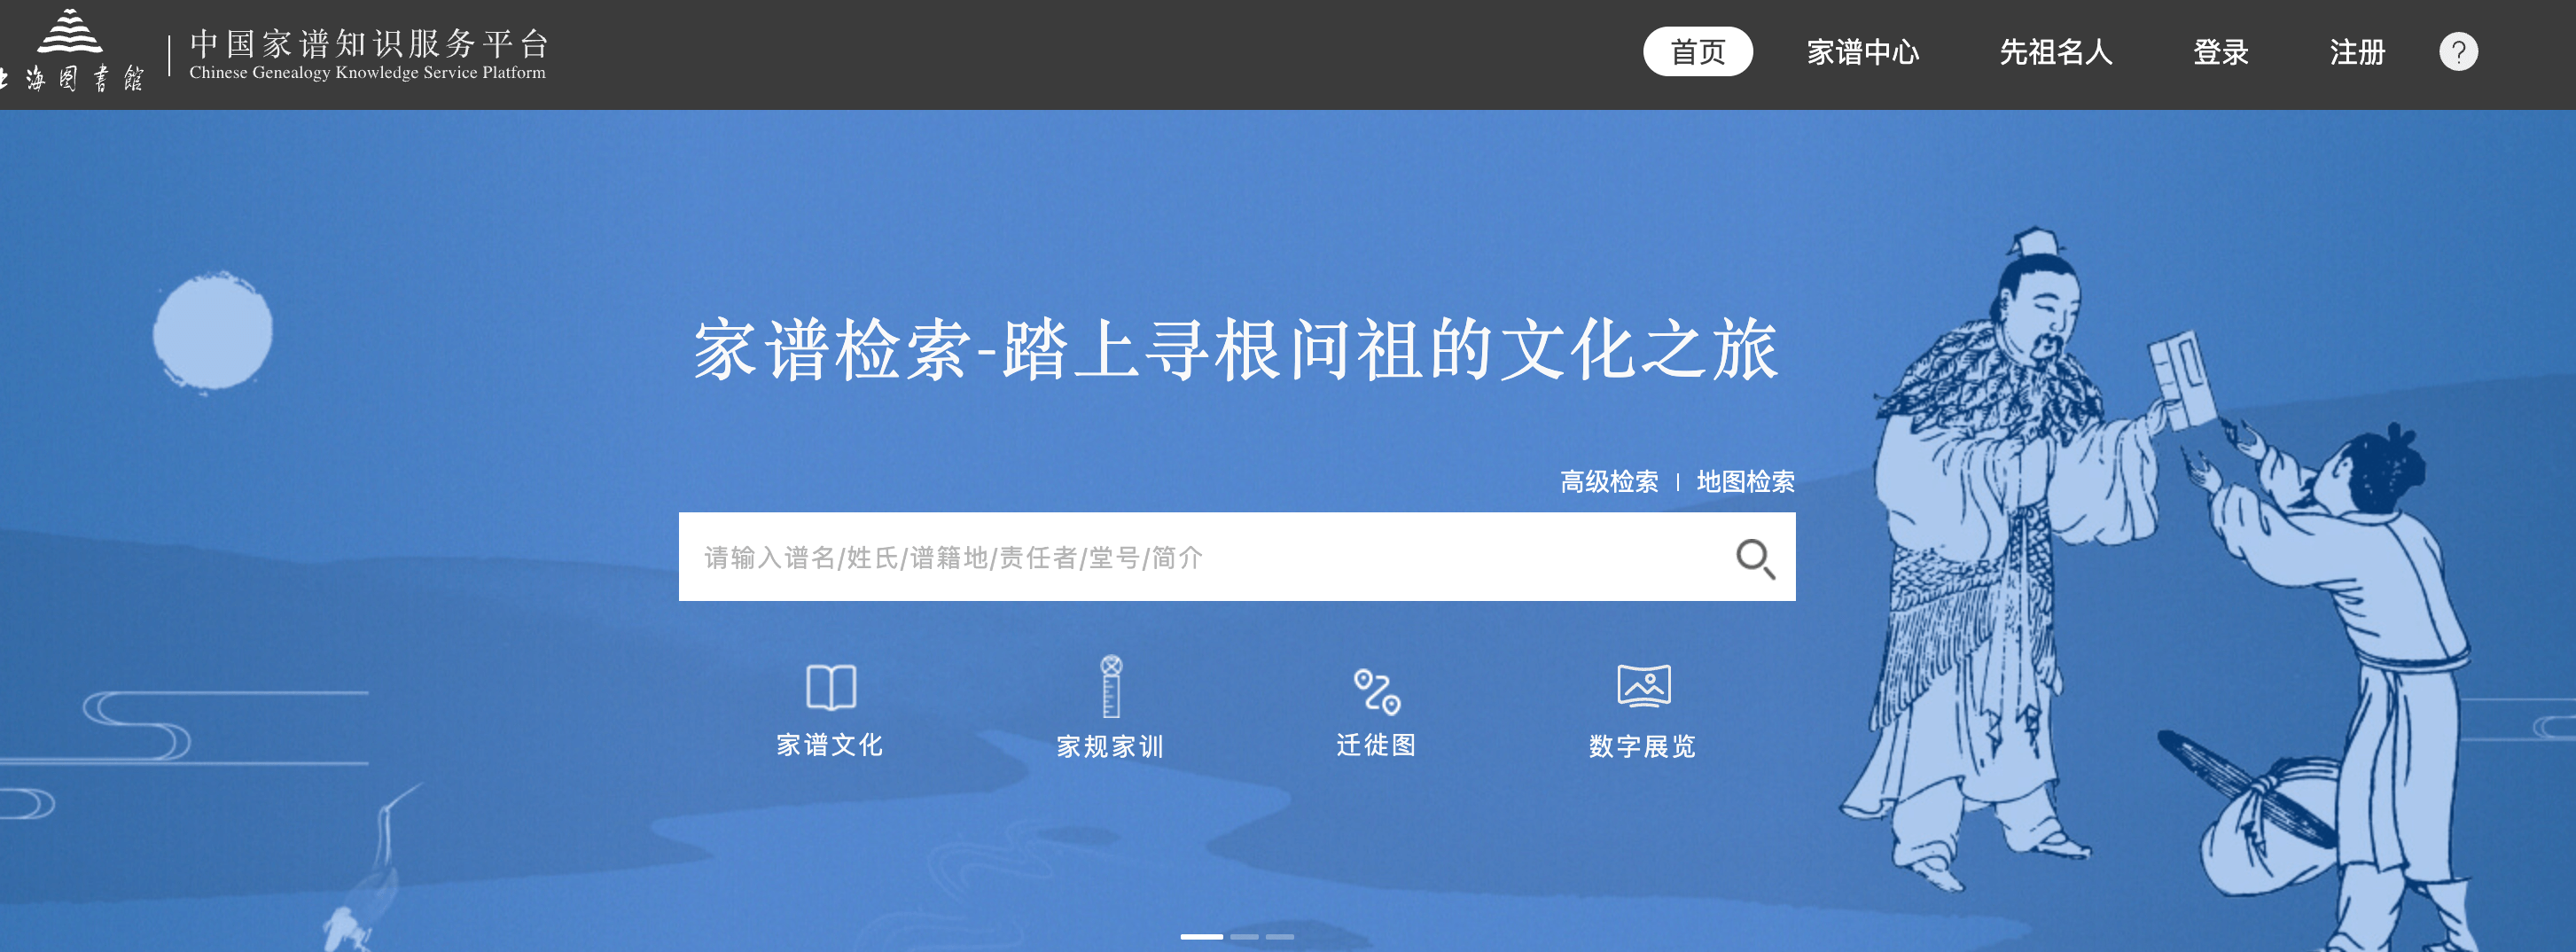 中国家谱知识服务平台
上海图書館
Chinese Genealogy Knowledge Service Platform
首页
家谱中心
先祖名人
登录
注册
?
家谱检索-踏上寻根问祖的文化之旅
高级检索 | 地图检索
请输入谱名/姓氏/谱籍地/责任者/堂号/简介
家谱文化
家规家训
迁徙图
数字展览